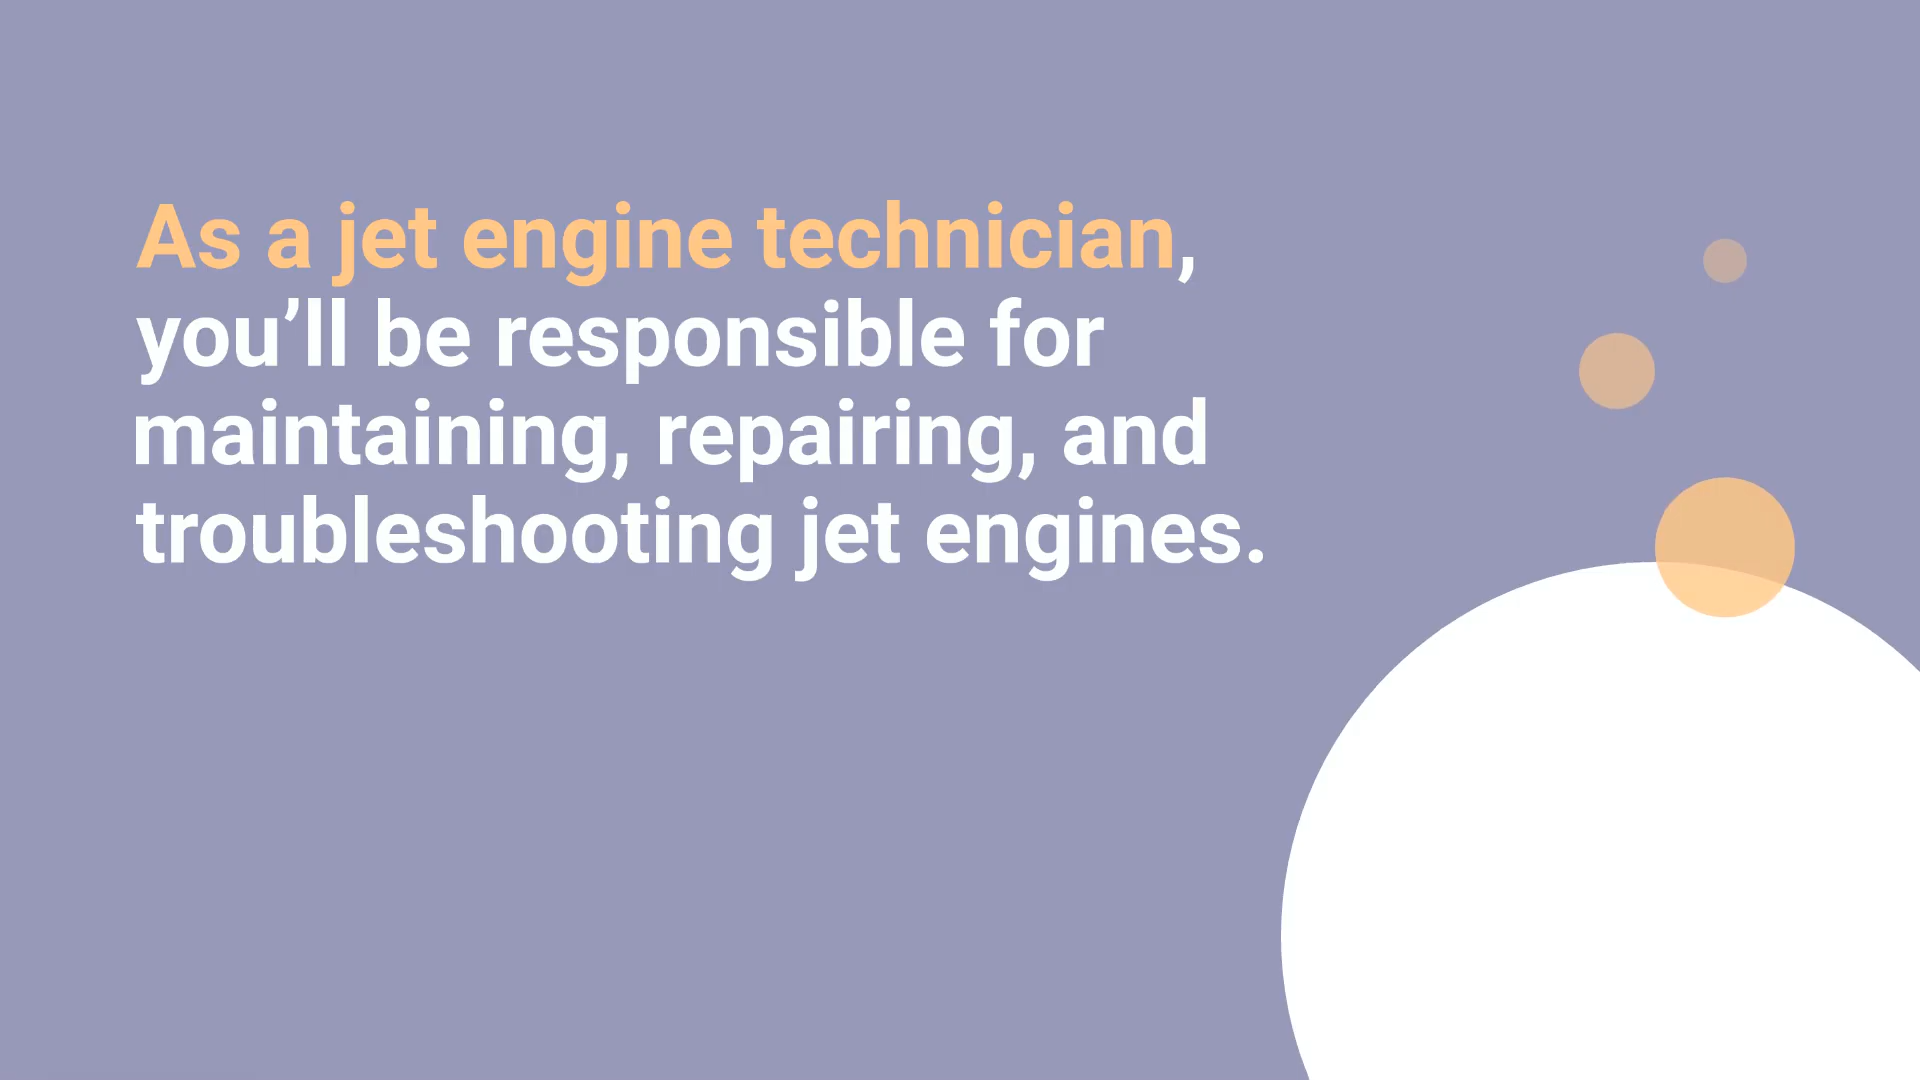 As a jet engine technician,
you’ll be responsible for
maintaining, repairing, and
troubleshooting jet engines.